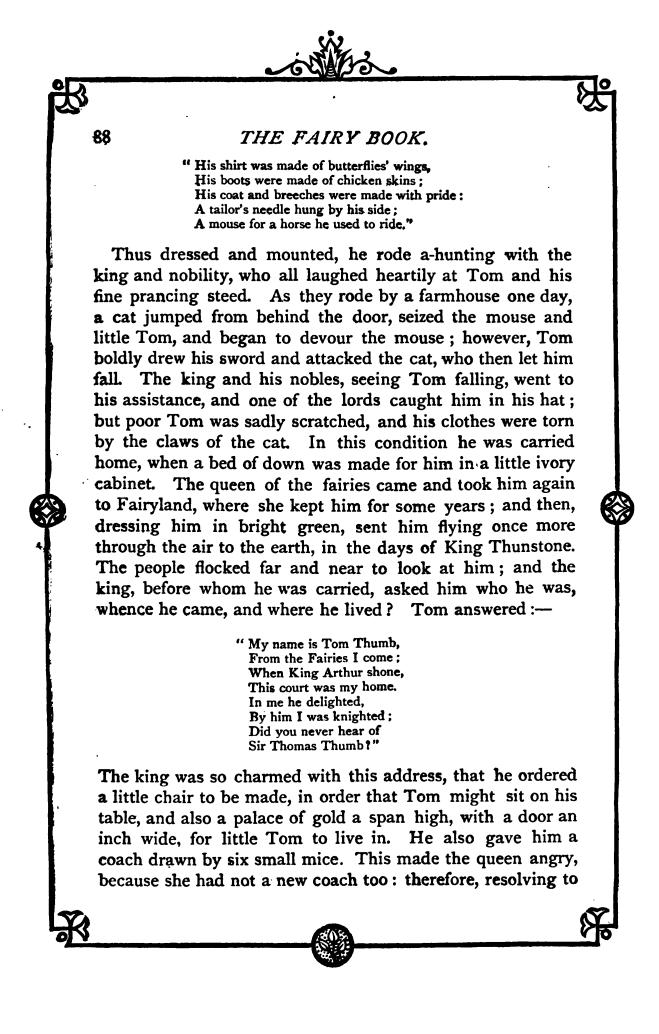 88
THE FAIRY BOOK.
" His shirt was made of butterflies' wings,
His boots were made of chicken skins ;
His coat and breeches were made with pride :
A tailor's needle hung by his side ;
A mouse for a horse he used to ride."
Thus dressed and mounted, he rode a-hunting with the
king and nobility, who all laughed heartily at Tom and his
fine prancing steed. As they rode by a farmhouse one day,
a cat jumped from behind the door, seized the mouse and
little Tom, and began to devour the mouse ; however, Tom
boldly drew his sword and attacked the cat, who then let him
fall. The king and his nobles, seeing Tom falling, went to
his assistance, and one of the lords caught him in his hat ;
but poor Tom was sadly scratched, and his clothes were torn
by the claws of the cat. In this condition he was carried
home, when a bed of down was made for him in a little ivory
cabinet. The queen of the fairies came and took him again
to Fairyland, where she kept him for some years ; and then,
dressing him in bright green, sent him flying once more
through the air to the earth, in the days of King Thunstone.
The people flocked far and near to look at him ; and the
king, before whom he was carried, asked him who he was,
whence he came, and where he lived ? Tom answered :—
" My name is Tom Thumb,
From the Fairies I come ;
When King Arthur shone,
This court was my home.
In me he delighted,
By him I was knighted ;
Did you never hear of
Sir Thomas Thumb ?"
The king was so charmed with this address, that he ordered
a little chair to be made, in order that Tom might sit on his
table, and also a palace of gold a span high, with a door an
inch wide, for little Tom to live in. He also gave him a
coach drawn by six small mice. This made the queen angry,
because she had not a new coach too : therefore, resolving to